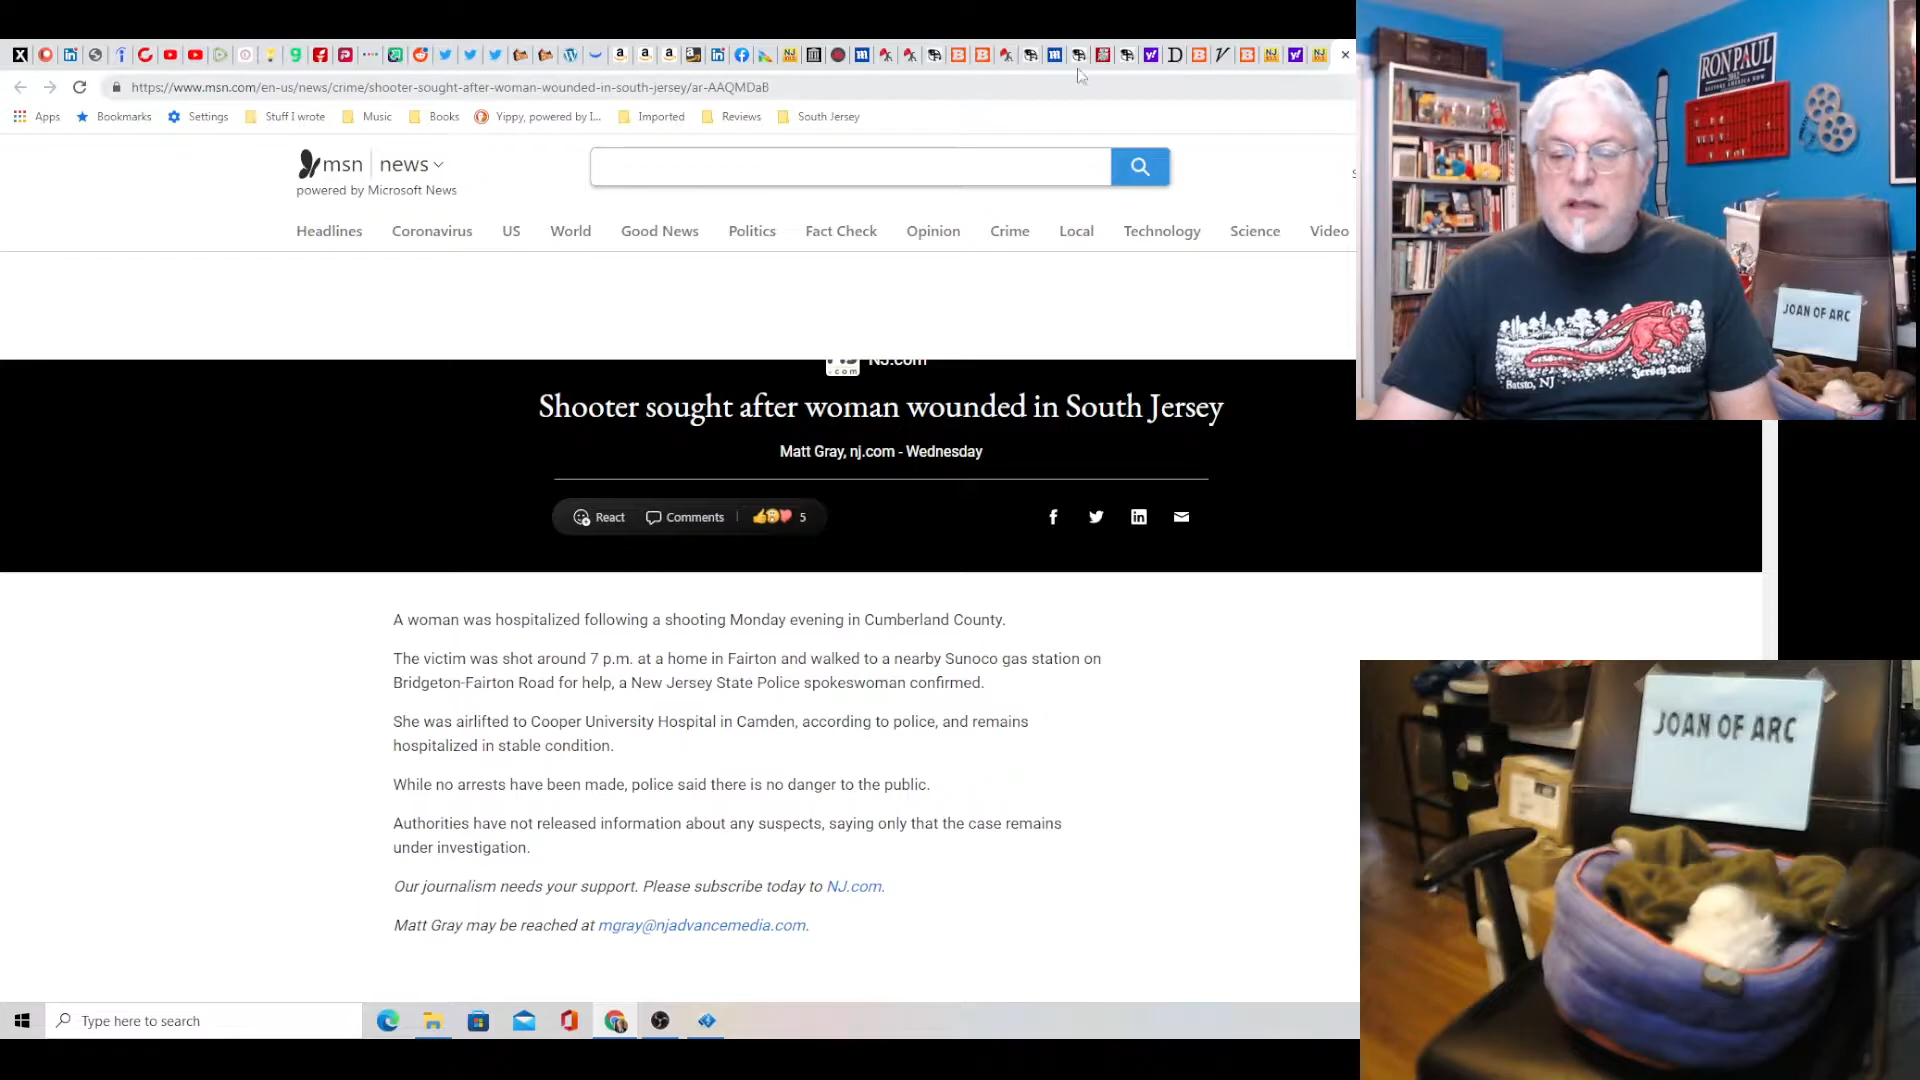 https://www.msn.com/en-us/news/crime/shooter-sought-after-woman-wounded-in-south-jersey/ar-AAQMDaB
Apps Bookmarks Settings Stuff I wrote Music Books Yippy, powered by I... Imported Reviews South Jersey
msn news
powered by Microsoft News
Headlines Coronavirus US World Good News Politics Fact Check Opinion Crime Local Technology Science Video
NJ.com
Shooter sought after woman wounded in South Jersey
Matt Gray, nj.com - Wednesday
React Comments 5
A woman was hospitalized following a shooting Monday evening in Cumberland County.
The victim was shot around 7 p.m. at a home in Fairton and walked to a nearby Sunoco gas station on
Bridgeton-Fairton Road for help, a New Jersey State Police spokeswoman confirmed.
She was airlifted to Cooper University Hospital in Camden, according to police, and remains
hospitalized in stable condition.
While no arrests have been made, police said there is no danger to the public.
Authorities have not released information about any suspects, saying only that the case remains
under investigation.
Our journalism needs your support. Please subscribe today to NJ.com.
Matt Gray may be reached at mgray@njadvancemedia.com.
Type here to search
RON PAUL
2012
RESTORE AMERICA NOW
JOAN OF ARC
Batsto, NJ
Jersey Devil
JOAN OF ARC